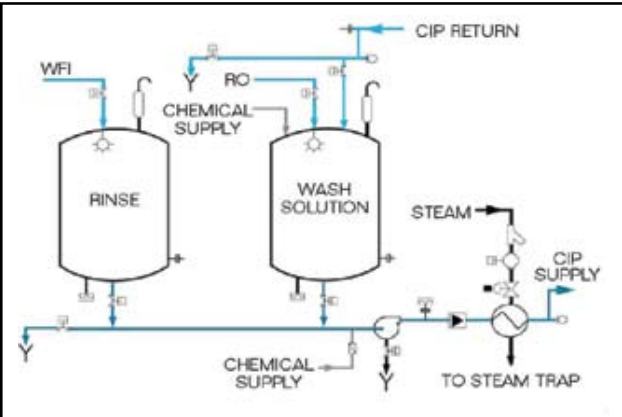 CIP RETURN
WFI
RO
CHEMICAL
SUPPLY
RINSE
WASH
SOLUTION
STEAM
CIP
SUPPLY
CHEMICAL
SUPPLY
TO STEAM TRAP